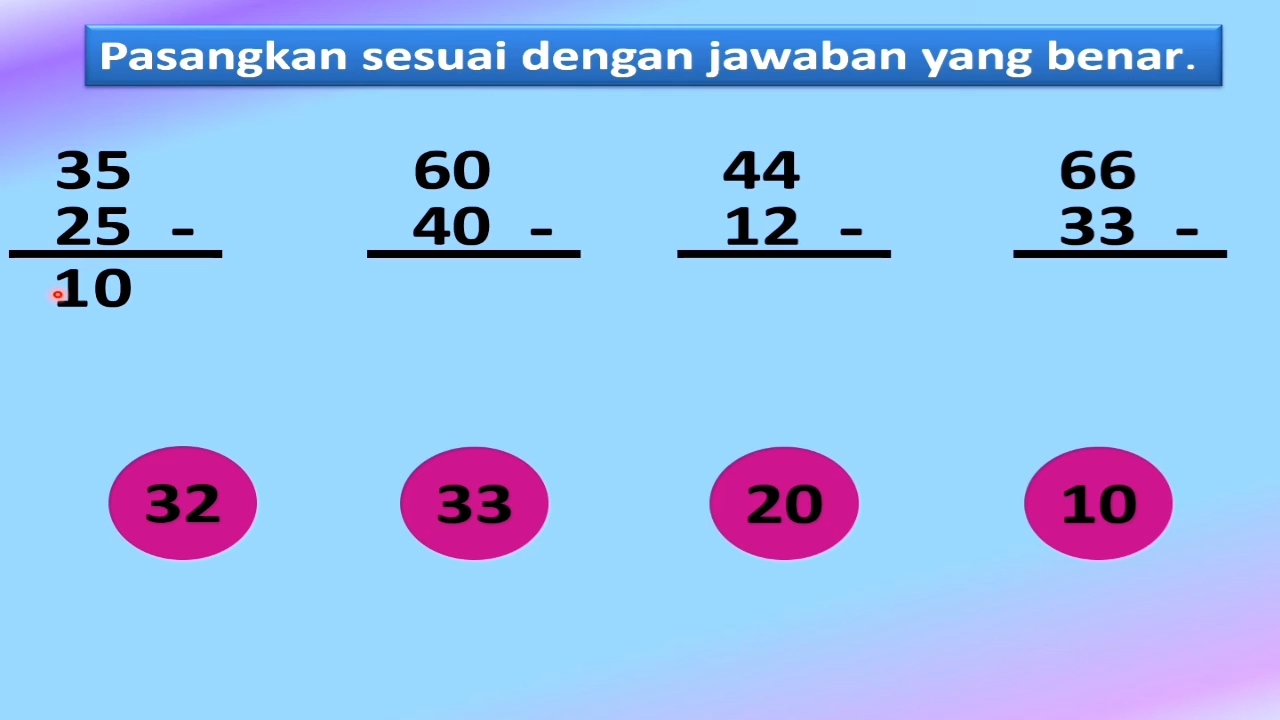 Pasangkan sesuai dengan jawaban yang benar.
35 60 44 66
25 - 40 - 12 - 33 -
10
32 33 20 10